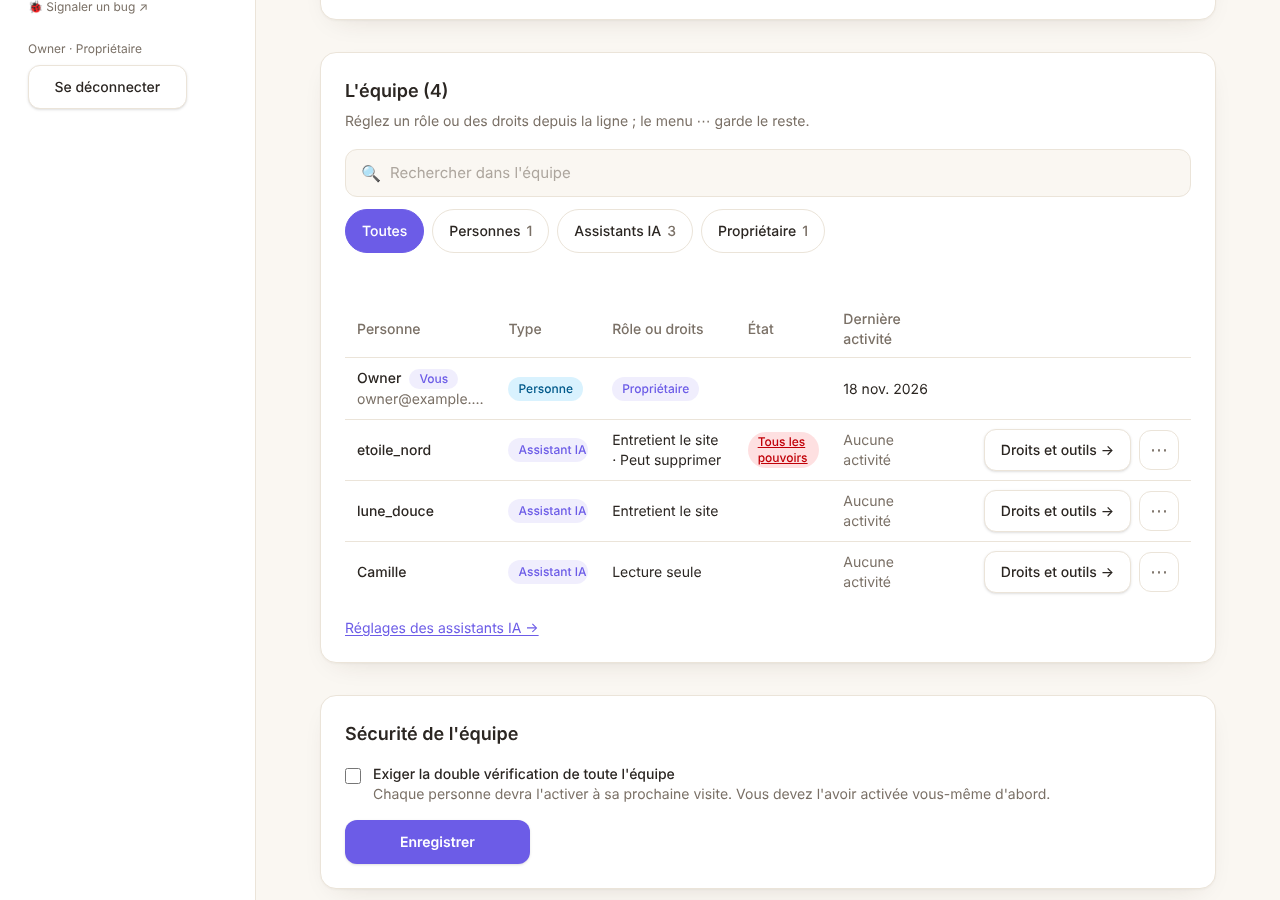 🐞 Signaler un bug ↗
Owner · Propriétaire
Se déconnecter
L'équipe (4)
Réglez un rôle ou des droits depuis la ligne ; le menu ··· garde le reste.
🔍 Rechercher dans l'équipe
Toutes Personnes 1 Assistants IA 3 Propriétaire 1
Personne Type Rôle ou droits État Dernière activité
Owner Vous
owner@example.... Personne Propriétaire 18 nov. 2026
etoile_nord Assistant IA Entretient le site · Peut supprimer Tous les pouvoirs Aucune activité Droits et outils → ···
lune_douce Assistant IA Entretient le site Aucune activité Droits et outils → ···
Camille Assistant IA Lecture seule Aucune activité Droits et outils → ···
Réglages des assistants IA →
Sécurité de l'équipe
Exiger la double vérification de toute l'équipe
Chaque personne devra l'activer à sa prochaine visite. Vous devez l'avoir activée vous-même d'abord.
Enregistrer